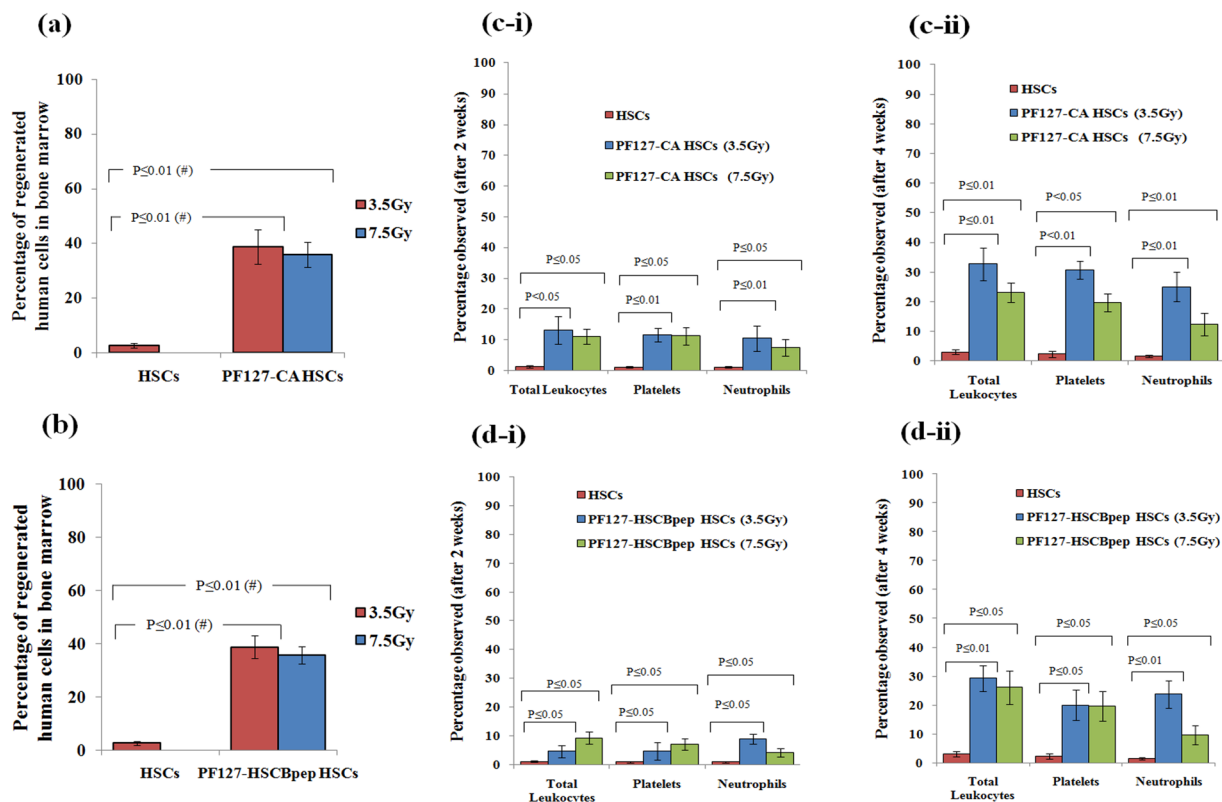 (a)
Percentage of regenerated
human cells in bone marrow
100
80
60
40
20
0
P≤0.01 (#)
P≤0.01 (#)
HSCs
PF127-CA HSCs
3.5Gy
7.5Gy
(c-i)
Percentage observed (after 2 weeks)
100
90
80
70
60
50
40
30
20
10
0
HSCs
PF127-CA HSCs (3.5Gy)
PF127-CA HSCs (7.5Gy)
P≤0.05
P<0.05
P≤0.05
P≤0.01
P≤0.05
P≤0.01
Total Leukocytes
Platelets
Neutrophils
(c-ii)
Percentage observed (after 4 weeks)
100
90
80
70
60
50
40
30
20
10
0
HSCs
PF127-CA HSCs (3.5Gy)
PF127-CA HSCs (7.5Gy)
P≤0.01
P≤0.01
P<0.05
P<0.01
P≤0.01
P≤0.01
Total
Leukocytes
Platelets
Neutrophils
(b)
Percentage of regenerated
human cells in bone marrow
100
80
60
40
20
0
P≤0.01 (#)
P≤0.01 (#)
HSCs
PF127-HSCBpep HSCs
3.5Gy
7.5Gy
(d-i)
Percentage observed (after 2 weeks)
100
90
80
70
60
50
40
30
20
10
0
HSCs
PF127-HSCBpep HSCs (3.5Gy)
PF127-HSCBpep HSCs (7.5Gy)
P≤0.05
P≤0.05
P≤0.05
P≤0.05
P≤0.05
P≤0.05
Total
Leukocytes
Platelets
Neutrophils
(d-ii)
Percentage observed (after 4 weeks)
100
90
80
70
60
50
40
30
20
10
0
HSCs
PF127-HSCBpep HSCs (3.5Gy)
PF127-HSCBpep HSCs (7.5Gy)
P≤0.05
P≤0.01
P≤0.05
P≤0.05
P≤0.05
P≤0.01
Total
Leukocytes
Platelets
Neutrophils